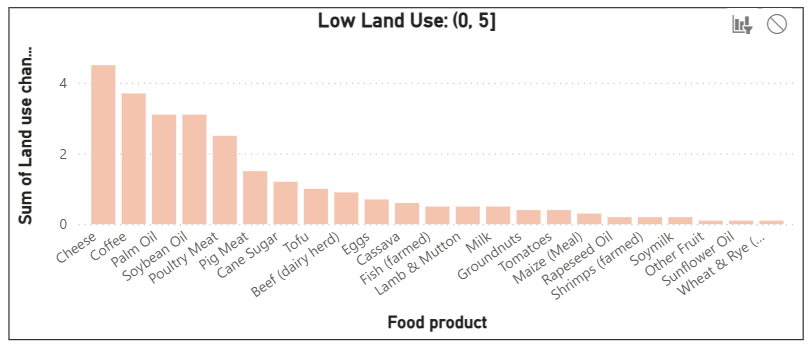 Low Land Use: (0, 5]
Sum of Land use chan...
4
2
0
Cheese
Coffee
Palm Oil
Soybean Oil
Poultry Meat
Pig Meat
Cane Sugar
Tofu
Beef (dairy herd)
Eggs
Cassava
Fish (farmed)
Lamb & Mutton
Milk
Groundnuts
Tomatoes
Maize (Meal)
Rapeseed Oil
Shrimps (farmed)
Soymilk
Other Fruit
Sunflower Oil
Wheat & Rye (...
Food product